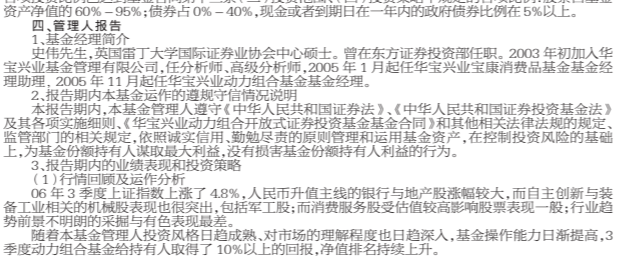 资产净值的60%-95%;债券占0%-40%,现金或者到期日在一年内的政府债券比例在5%以上。
四、管理人报告
1、基金经理简介
史伟先生,英国雷丁大学国际证券业协会中心硕士。曾在东方证券投资部任职。2003年初加入华
宝兴业基金管理有限公司,任分析师、高级分析师,2005年1月起任华宝兴业宝康消费品基金基金经
理助理。2005年11月起任华宝兴业动力组合基金基金经理。
2、报告期内本基金运作的遵规守信情况说明
本报告期内,本基金管理人遵守《中华人民共和国证券法》、《中华人民共和国证券投资基金法》
及其各项实施细则、《华宝兴业动力组合开放式证券投资基金基金合同》和其他相关法律法规的规定、
监管部门的相关规定,依照诚实信用、勤勉尽责的原则管理和运用基金资产,在控制投资风险的基础
上,为基金份额持有人谋取最大利益,没有损害基金份额持有人利益的行为。
3、报告期内的业绩表现和投资策略
(1)行情回顾及运作分析
06年3季度上证指数上涨了4.8%,人民币升值主线的银行与地产股涨幅较大,而自主创新与装
备工业相关的机械股表现也很突出,包括军工股;而消费服务股受估值较高影响股票表现一般;行业趋
势前景不明朗的采掘与有色表现最差。
随着本基金管理人投资风格日趋成熟、对市场的理解程度也日趋深入,基金操作能力日渐提高,3
季度动力组合基金给持有人取得了10%以上的回报,净值排名持续上升。